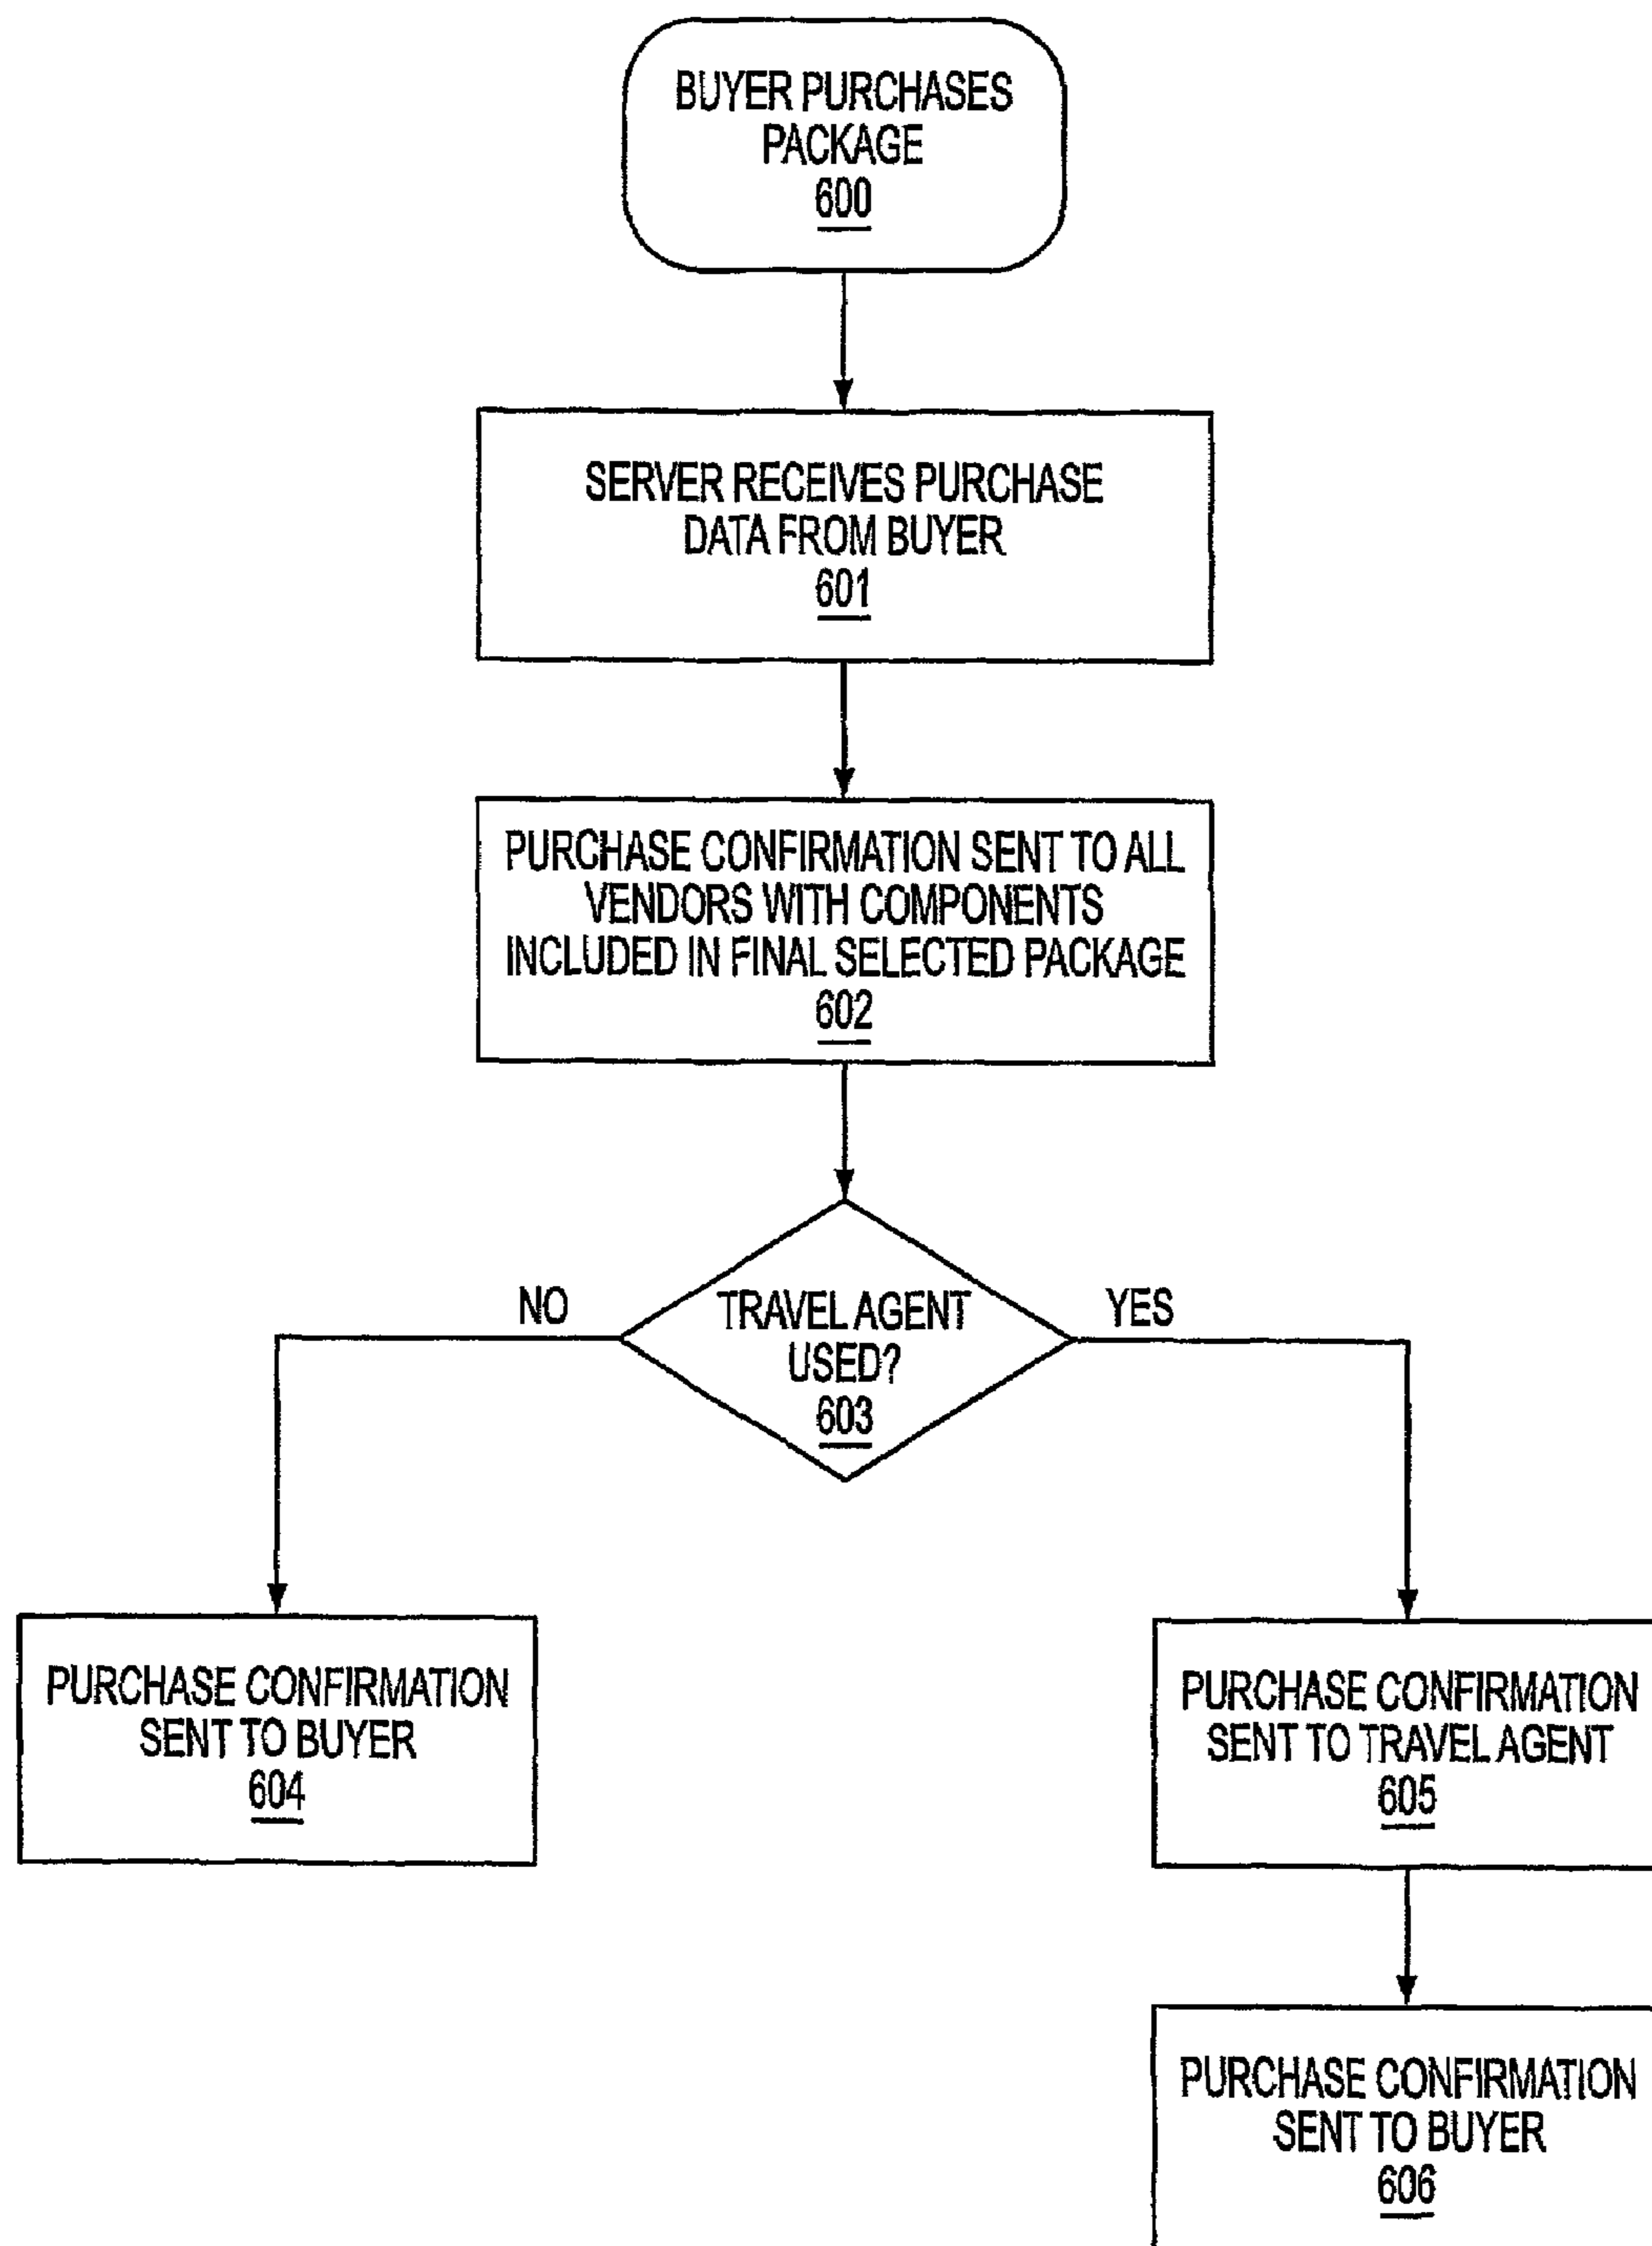 BUYER PURCHASES
PACKAGE
600
SERVER RECEIVES PURCHASE
DATA FROM BUYER
601
PURCHASE CONFIRMATION SENT TO ALL
VENDORS WITH COMPONENTS
INCLUDED IN FINAL SELECTED PACKAGE
602
NO
TRAVEL AGENT
USED?
603
YES
PURCHASE CONFIRMATION
SENT TO BUYER
604
PURCHASE CONFIRMATION
SENT TO TRAVEL AGENT
605
PURCHASE CONFIRMATION
SENT TO BUYER
606